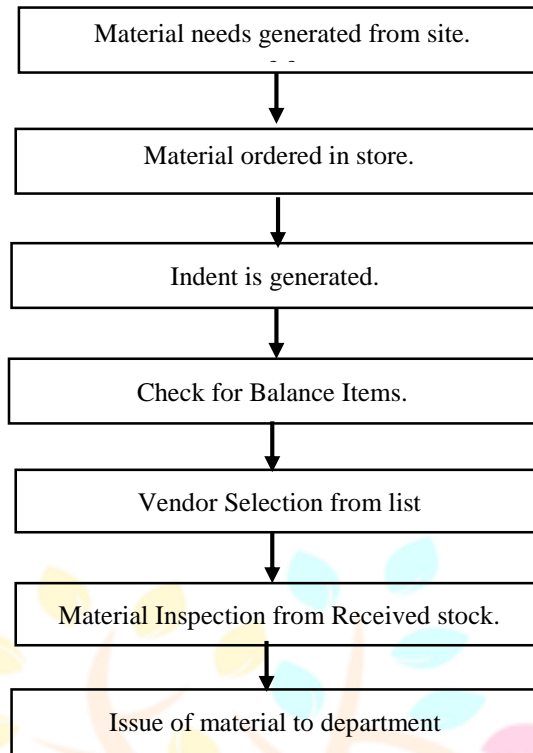 Material needs generated from site.
Material ordered in store.
Indent is generated.
Check for Balance Items.
Vendor Selection from list
Material Inspection from Received stock.
Issue of material to department